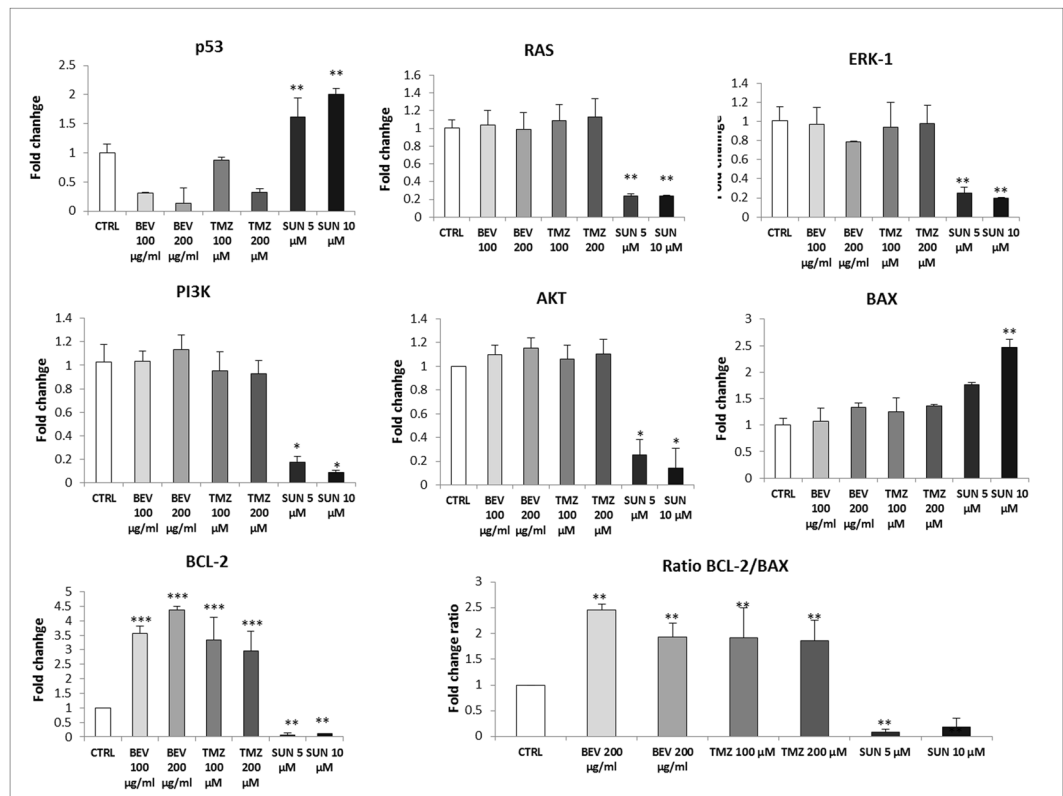 p53
Fold chanhge
2.5
2
1.5
1
0.5
0
**
**
CTRL
BEV 100 µg/ml
BEV 200 µg/ml
TMZ 100 µM
TMZ 200 µM
SUN 5 µM
SUN 10 µM
RAS
Fold chanhge
1.6
1.4
1.2
1
0.8
0.6
0.4
0.2
0
**
**
CTRL
BEV 100
BEV 200
TMZ 100
TMZ 200
SUN 5 µM
SUN 10 µM
ERK-1
Fold change
1.4
1.2
1
0.8
0.6
0.4
0.2
0
**
**
CTRL
BEV 100 µg/ml
BEV 200 µg/ml
TMZ 100 µM
TMZ 200 µM
SUN 5 µM
SUN 10 µM
PI3K
Fold chanhge
1.4
1.2
1
0.8
0.6
0.4
0.2
0
*
*
CTRL
BEV 100 µg/ml
BEV 200 µg/ml
TMZ 100 µM
TMZ 200 µM
SUN 5 µM
SUN 10 µM
AKT
Fold chanhge
1.4
1.2
1
0.8
0.6
0.4
0.2
0
*
*
CTRL
BEV 100 µg/ml
BEV 200 µg/ml
TMZ 100 µM
TMZ 200 µM
SUN 5 µM
SUN 10 µM
BAX
Fold chanhge
3
2.5
2
1.5
1
0.5
0
**
CTRL
BEV 100 µg/ml
BEV 200 µg/ml
TMZ 100 µM
TMZ 200 µM
SUN 5 µM
SUN 10 µM
BCL-2
Fold chanhge
5
4.5
4
3.5
3
2.5
2
1.5
1
0.5
0
***
***
***
***
**
**
CTRL
BEV 100 µg/ml
BEV 200 µg/ml
TMZ 100 µM
TMZ 200 µM
SUN 5 µM
SUN 10 µM
Ratio BCL-2/BAX
Fold change ratio
3
2.5
2
1.5
1
0.5
0
**
**
**
**
**
**
CTRL
BEV 200 µg/ml
BEV 200 µg/ml
TMZ 100 µM
TMZ 200 µM
SUN 5 µM
SUN 10 µM